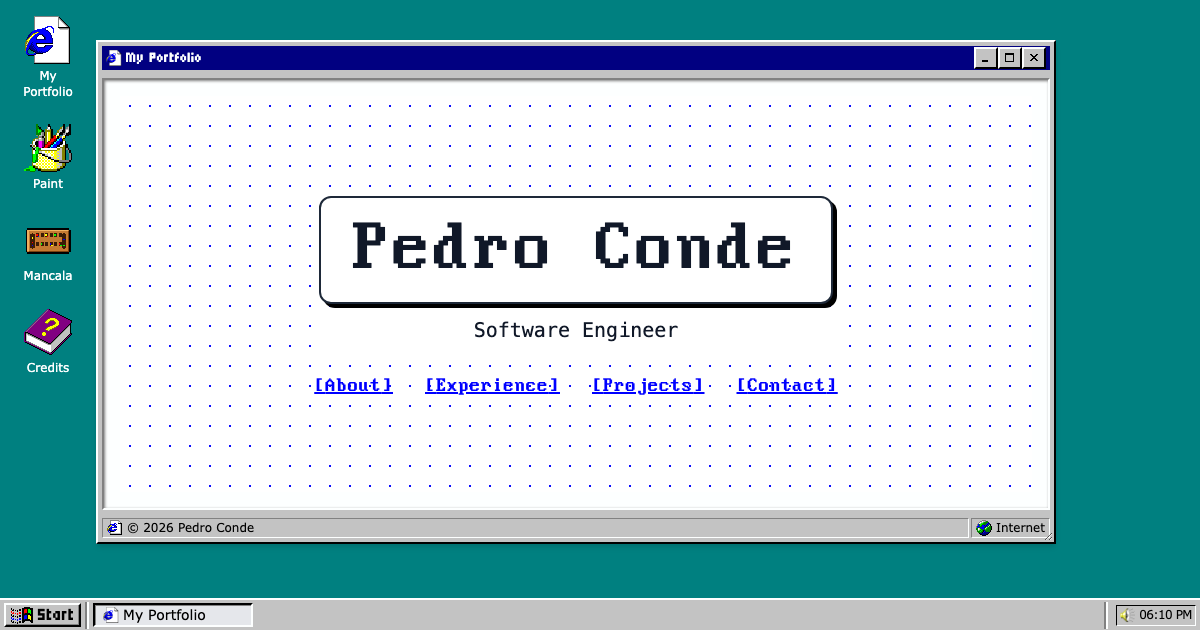 My
Portfolio
Paint
Mancala
Credits
My Portfolio
Pedro Conde
Software Engineer
[About] [Experience] [Projects] [Contact]
© 2026 Pedro Conde
Internet
Start
My Portfolio
06:10 PM